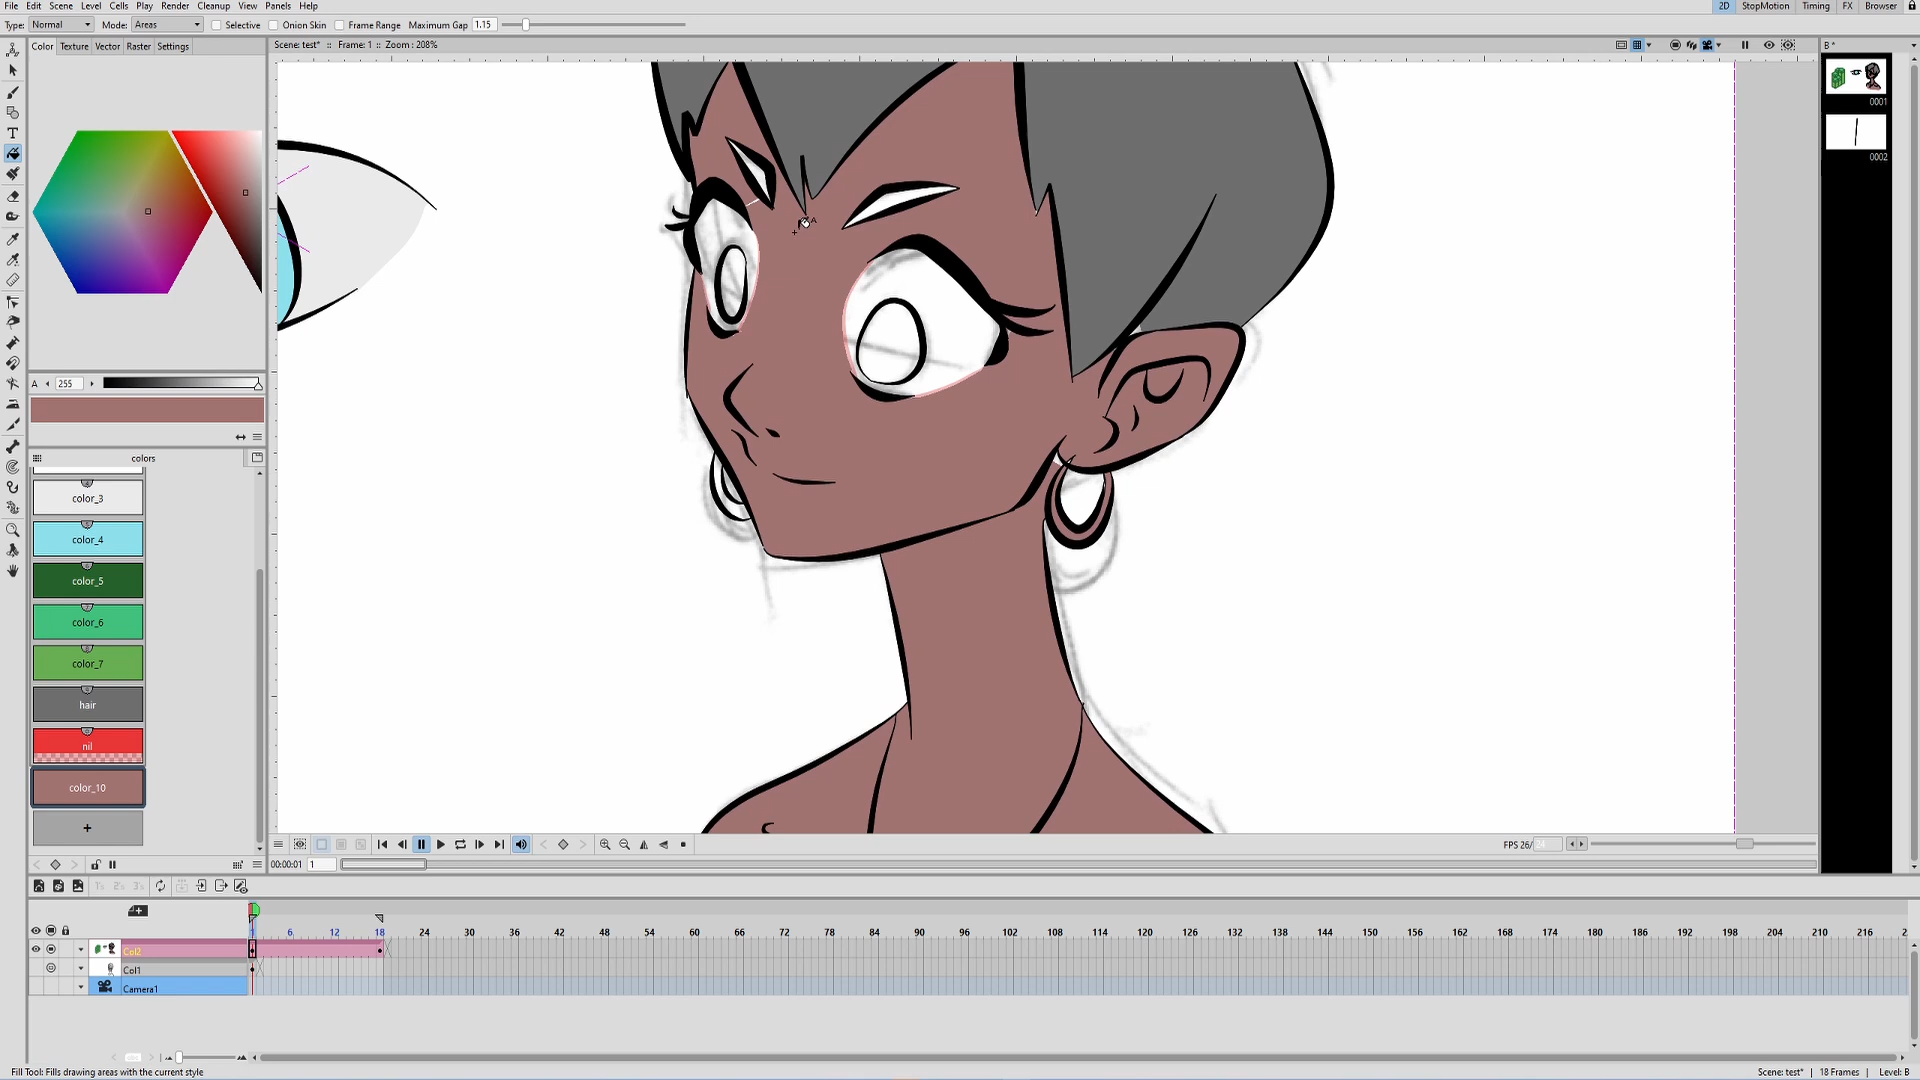 File Edit Scene Level Cells Play Render Cleanup View Panels Help
2D StopMotion Timing FX Browser
Type: Normal Mode: Areas Selective Onion Skin Frame Range Maximum Gap 1.15
Color Texture Vector Raster Settings
Scene: test* :: Frame: 1 :: Zoom : 208%
B*
0001
0002
A 255
colors
color_3
color_4
color_5
color_6
color_7
hair
nil
color_10
+
FPS 26/
00:00:01 1
1's 2's 3's
1 6 12 18 24 30 36 42 48 54 60 66 72 78 84 90 96 102 108 114 120 126 132 138 144 150 156 162 168 174 180 186 192 198 204 210 216 2
Col2
Col1
Camera1
Fill Tool: Fills drawing areas with the current style
Scene: test* | 18 Frames | Level: B